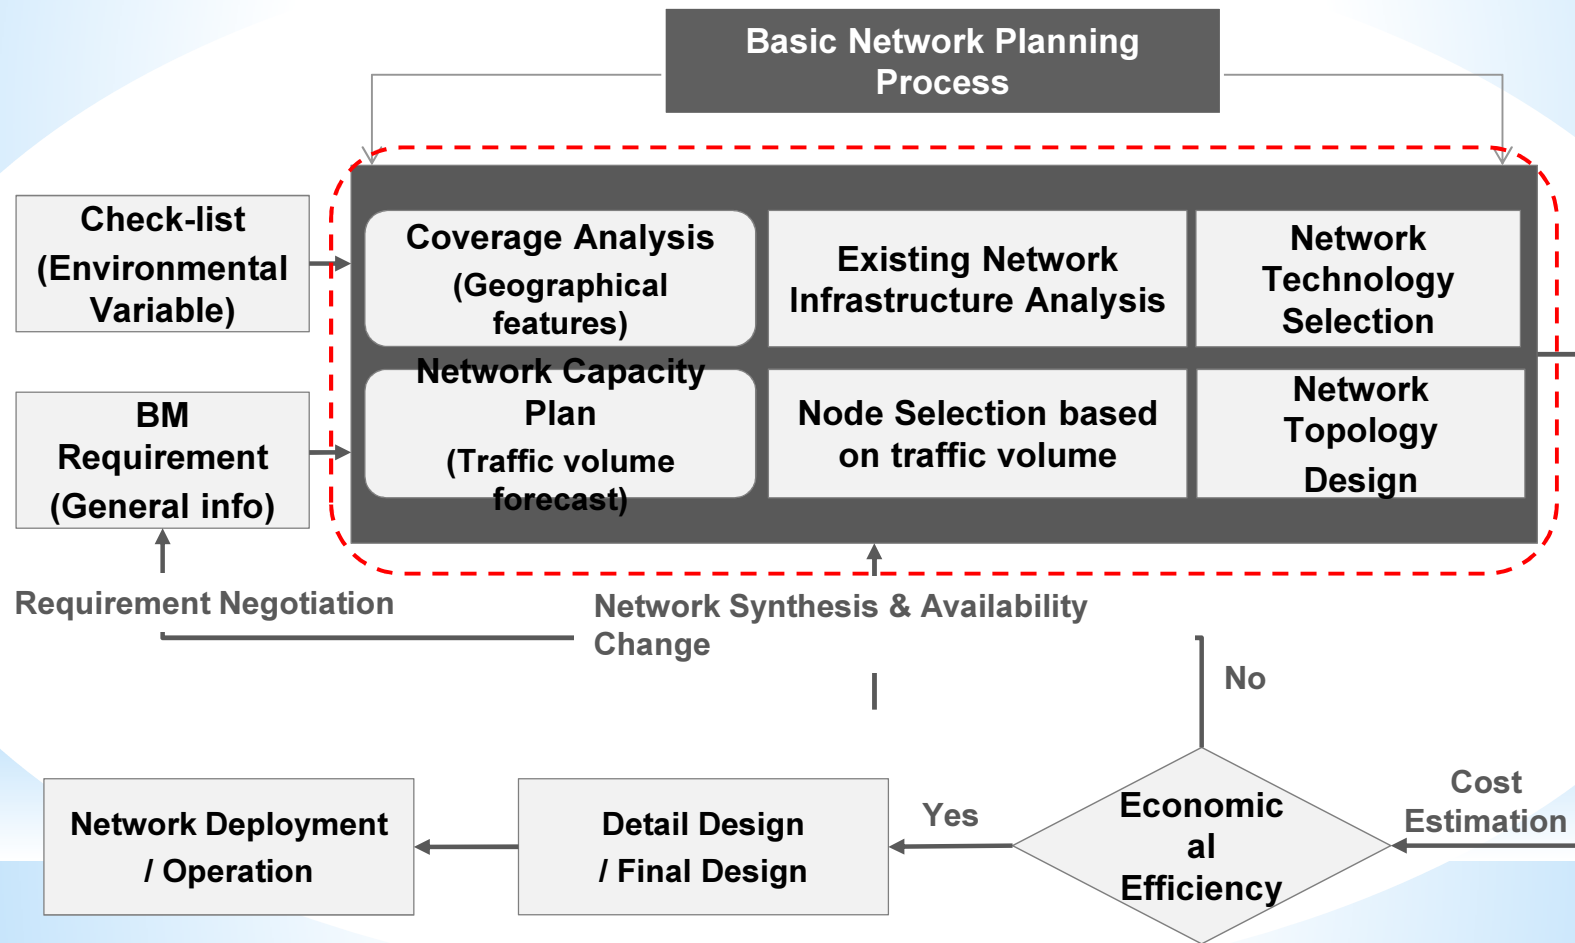 Basic Network Planning
Process
Check-list
(Environmental
Variable)
Coverage Analysis
(Geographical
features)
Existing Network
Infrastructure Analysis
Network
Technology
Selection
BM
Requirement
(General info)
Network Capacity
Plan
(Traffic volume
forecast)
Node Selection based
on traffic volume
Network
Topology
Design
Requirement Negotiation
Network Synthesis & Availability
Change
No
Network Deployment
/ Operation
Detail Design
/ Final Design
Yes
Economic
al
Efficiency
Cost
Estimation